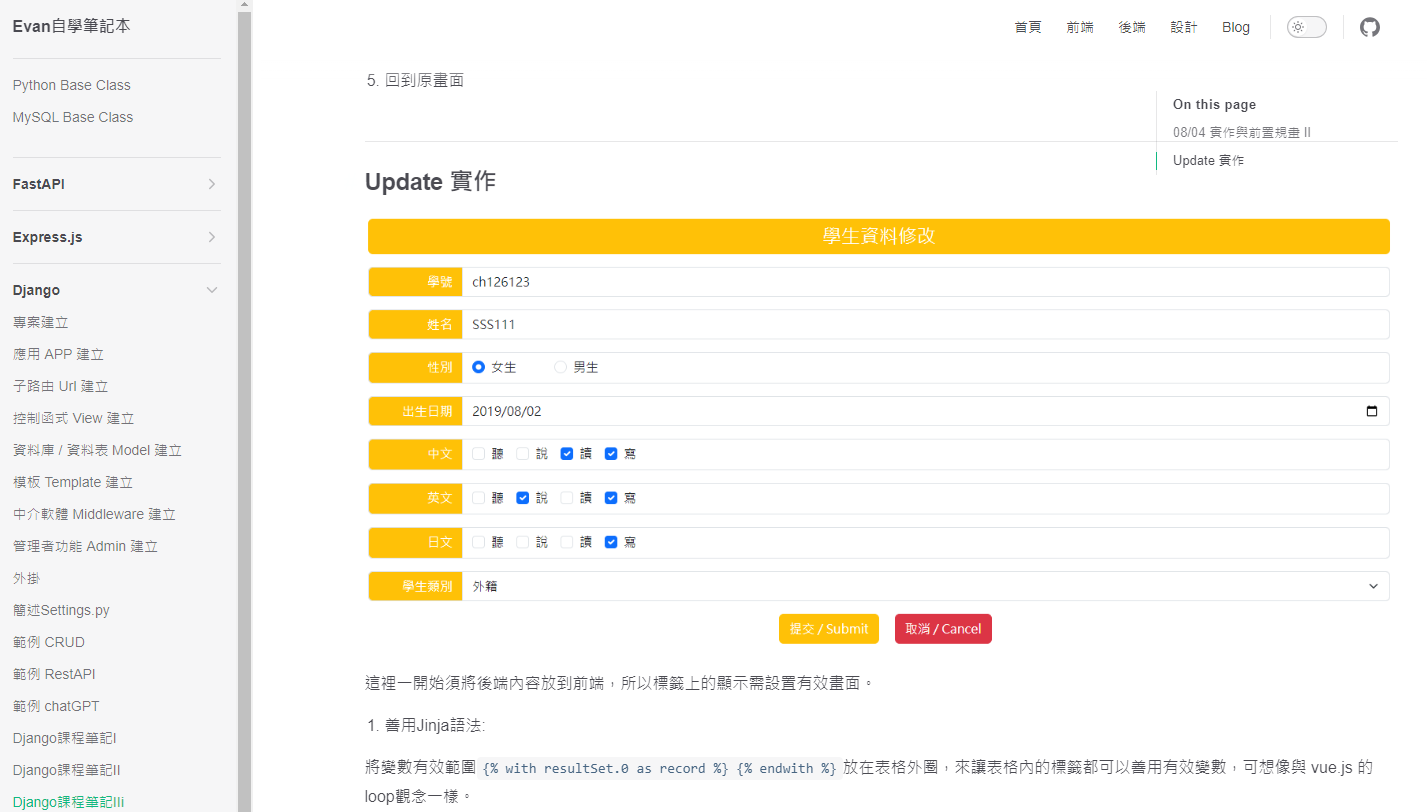 Evan自學筆記本
Python Base Class
MySQL Base Class
FastAPI
Express.js
Django
專案建立
應用 APP 建立
子路由 Url 建立
控制函式 View 建立
資料庫 / 資料表 Model 建立
模板 Template 建立
中介軟體 Middleware 建立
管理者功能 Admin 建立
外掛
簡述Settings.py
範例 CRUD
範例 RestAPI
範例 chatGPT
Django課程筆記I
Django課程筆記II
Django課程筆記IIi
首頁 前端 後端 設計 Blog
5. 回到原畫面
On this page
08/04 實作與前置規畫 II
Update 實作
Update 實作
學生資料修改
學號 ch126123
姓名 SSS111
性別 女生 男生
出生日期 2019/08/02
中文 聽 說 讀 寫
英文 聽 說 讀 寫
日文 聽 說 讀 寫
學生類別 外籍
提交 / Submit 取消 / Cancel
這裡一開始須將後端內容放到前端，所以標籤上的顯示需設置有效畫面。
1. 善用Jinja語法:
將變數有效範圍 {% with resultSet.0 as record %} {% endwith %} 放在表格外圈，來讓表格內的標籤都可以善用有效變數，可想像與 vue.js 的
loop觀念一樣。